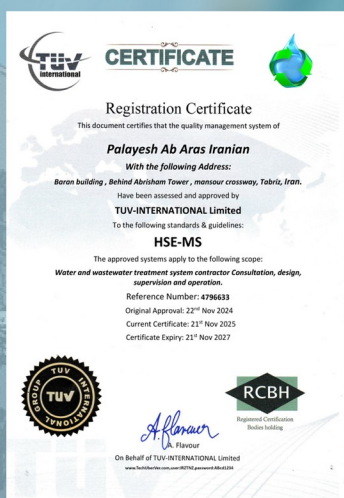 TÜV
international
CERTIFICATE
Registration Certificate
This document certifies that the quality management system of
Palayesh Ab Aras Iranian
With the following Address:
Baran building , Behind Abrisham Tower , mansour crossway, Tabriz, Iran.
Have been assessed and approved by
TUV-INTERNATIONAL Limited
To the following standards & guidelines:
HSE-MS
The approved systems apply to the following scope:
Water and wastewater treatment system contractor Consultation, design,
supervision and operation.
Reference Number: 4796633
Original Approval: 22nd Nov 2024
Current Certificate: 21st Nov 2025
Certificate Expiry: 21st Nov 2027
TUV INTERNATIONAL GROUP
TUV
RCBH
Registered Certification
Bodies holding
A. Flavour
A. Flavour
On Behalf of TUV-INTERNATIONAL Limited